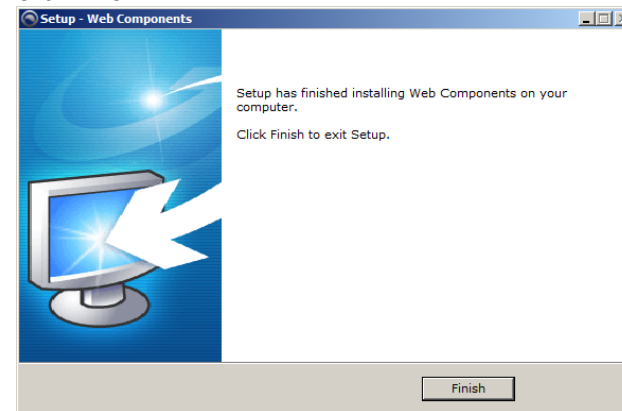 Setup - Web Components
Setup has finished installing Web Components on your
computer.
Click Finish to exit Setup.
Finish